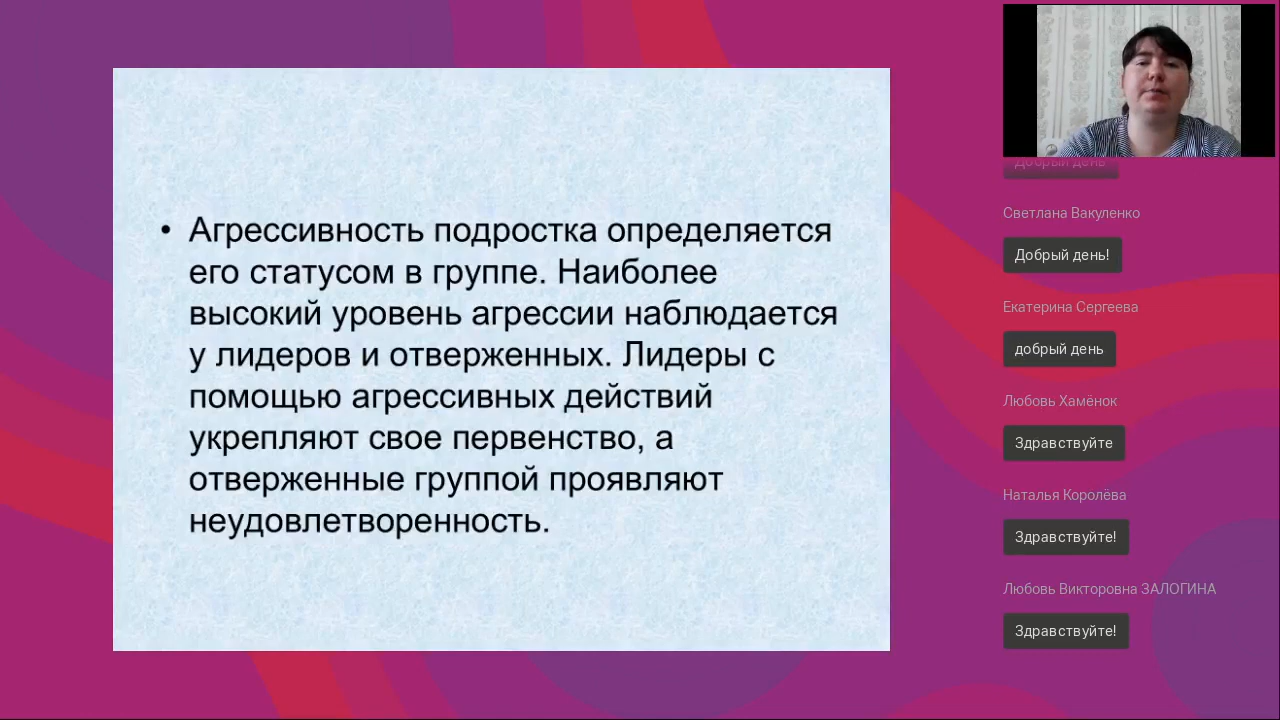 • Агрессивность подростка определяется
его статусом в группе. Наиболее
высокий уровень агрессии наблюдается
у лидеров и отверженных. Лидеры с
помощью агрессивных действий
укрепляют свое первенство, а
отверженные группой проявляют
неудовлетворенность.
Добрый день
Светлана Вакуленко
Добрый день!
Екатерина Сергеева
добрый день
Любовь Хамёнок
Здравствуйте
Наталья Королёва
Здравствуйте!
Любовь Викторовна ЗАЛОГИНА
Здравствуйте!